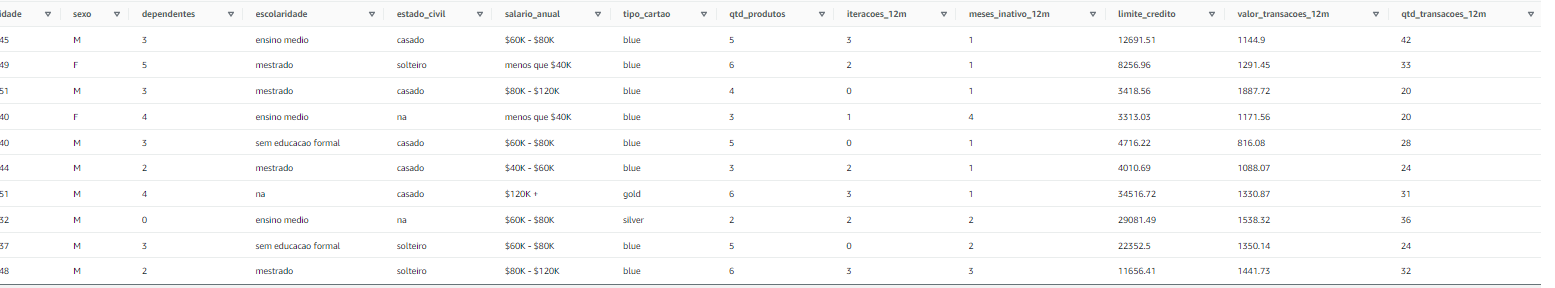 idade sexo dependentes escolaridade estado_civil salario_anual tipo_cartao qtd_produtos iteracoes_12m meses_inativo_12m limite_credito valor_transacoes_12m qtd_transacoes_12m
45 M 3 ensino medio casado $60K - $80K blue 5 3 1 12691.51 1144.9 42
49 F 5 mestrado solteiro menos que $40K blue 6 2 1 8256.96 1291.45 33
51 M 3 mestrado casado $80K - $120K blue 4 0 1 3418.56 1887.72 20
40 F 4 ensino medio na menos que $40K blue 3 1 4 3313.03 1171.56 20
40 M 3 sem educacao formal casado $60K - $80K blue 5 0 1 4716.22 816.08 28
44 M 2 mestrado casado $40K - $60K blue 3 2 1 4010.69 1088.07 24
51 M 4 na casado $120K + gold 6 3 1 34516.72 1330.87 31
32 M 0 ensino medio na $60K - $80K silver 2 2 2 29081.49 1538.32 36
37 M 3 sem educacao formal solteiro $60K - $80K blue 5 0 2 22352.5 1350.14 24
48 M 2 mestrado solteiro $80K - $120K blue 6 3 3 11656.41 1441.73 32